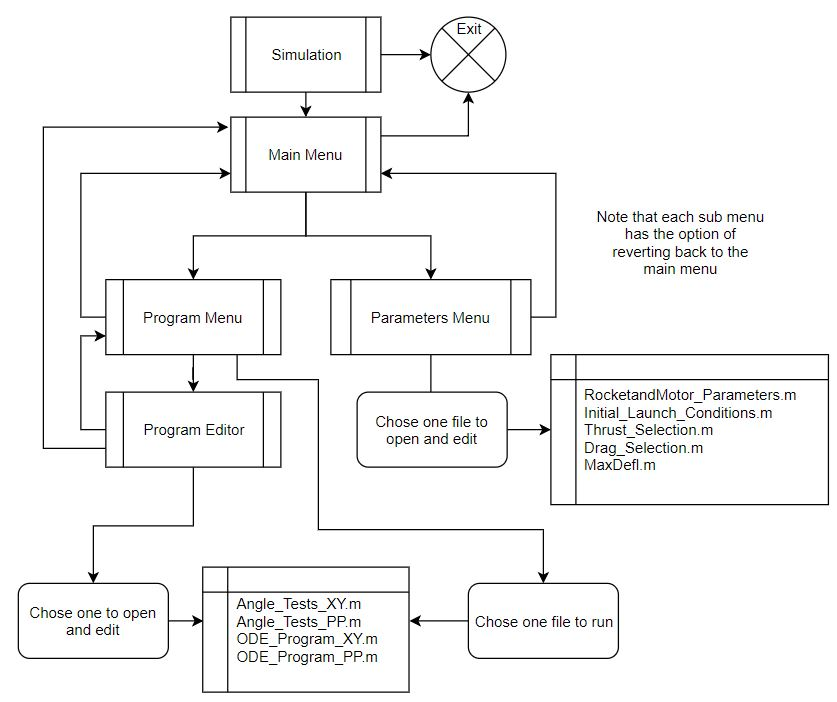 Exit
Simulation
Main Menu
Note that each sub menu
has the option of
reverting back to the
main menu
Program Menu
Parameters Menu
RocketandMotor_Parameters.m
Initial_Launch_Conditions.m
Thrust_Selection.m
Drag_Selection.m
MaxDefl.m
Chose one file to
open and edit
Program Editor
Chose one to open
and edit
Angle_Tests_XY.m
Angle_Tests_PP.m
ODE_Program_XY.m
ODE_Program_PP.m
Chose one file to run